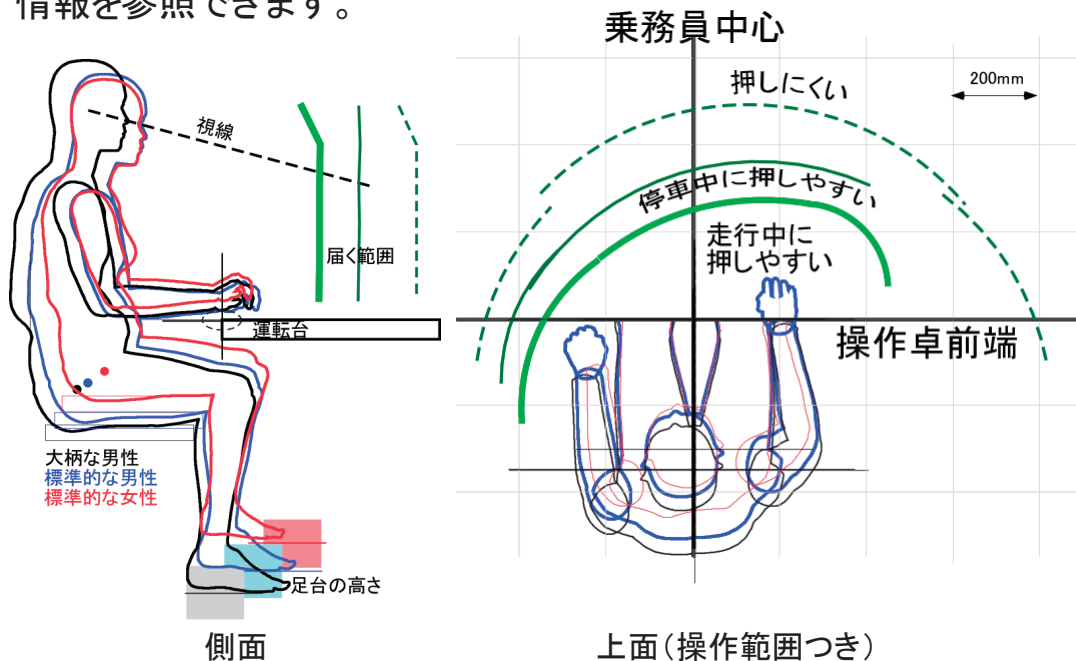 情報を参照できます。
視線
届く範囲
運転台
大柄な男性
標準的な男性
標準的な女性
足台の高さ
側面
乗務員中心
押しにくい
200mm
停車中に押しやすい
走行中に
押しやすい
操作卓前端
上面(操作範囲つき)